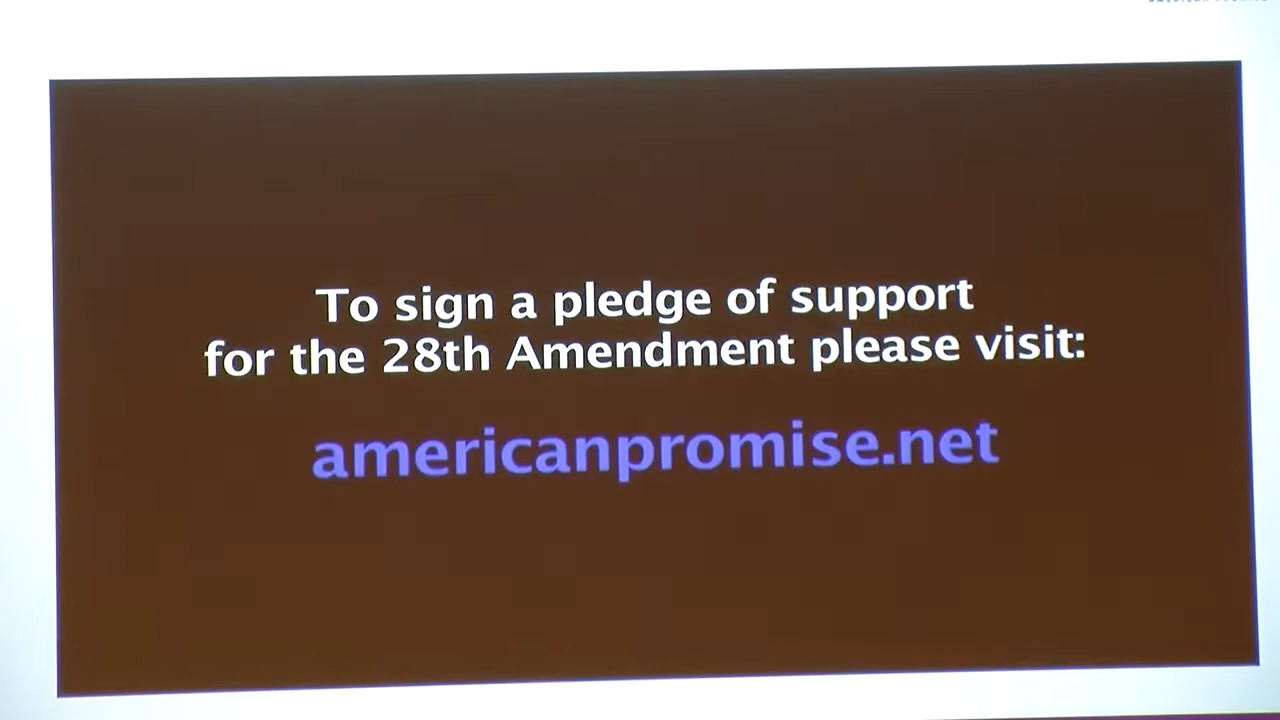 To sign a pledge of support
for the 28th Amendment please visit:
americanpromise.net